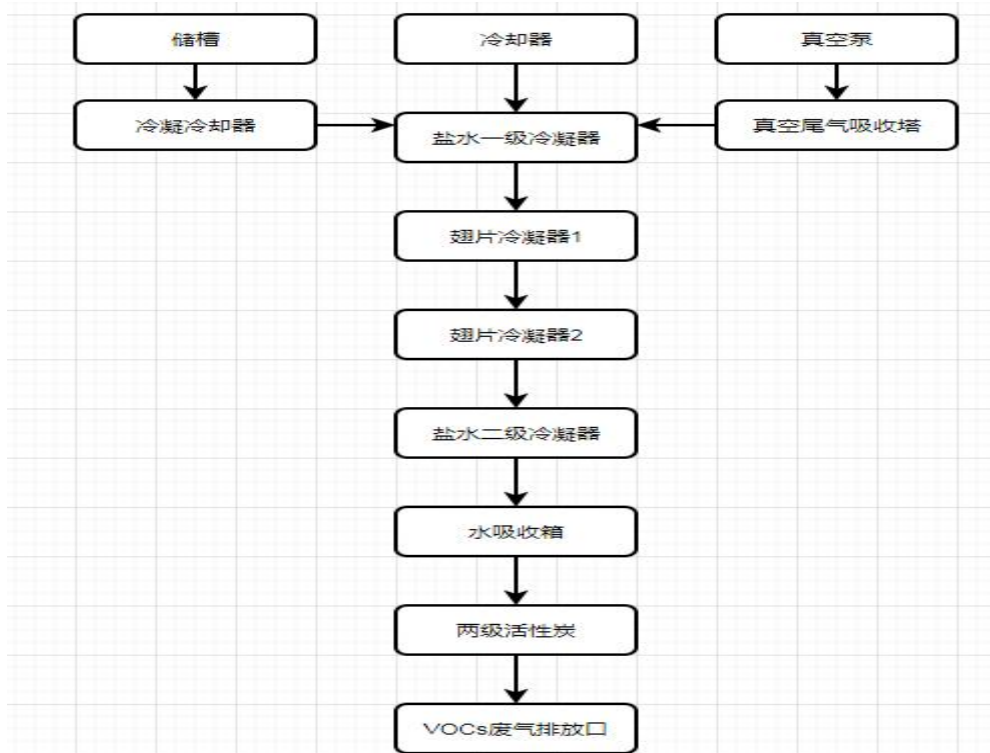 储槽
冷却器
真空泵
冷凝冷却器
盐水一级冷凝器
真空尾气吸收塔
翅片冷凝器1
翅片冷凝器2
盐水二级冷凝器
水吸收箱
两级活性炭
VOCs废气排放口